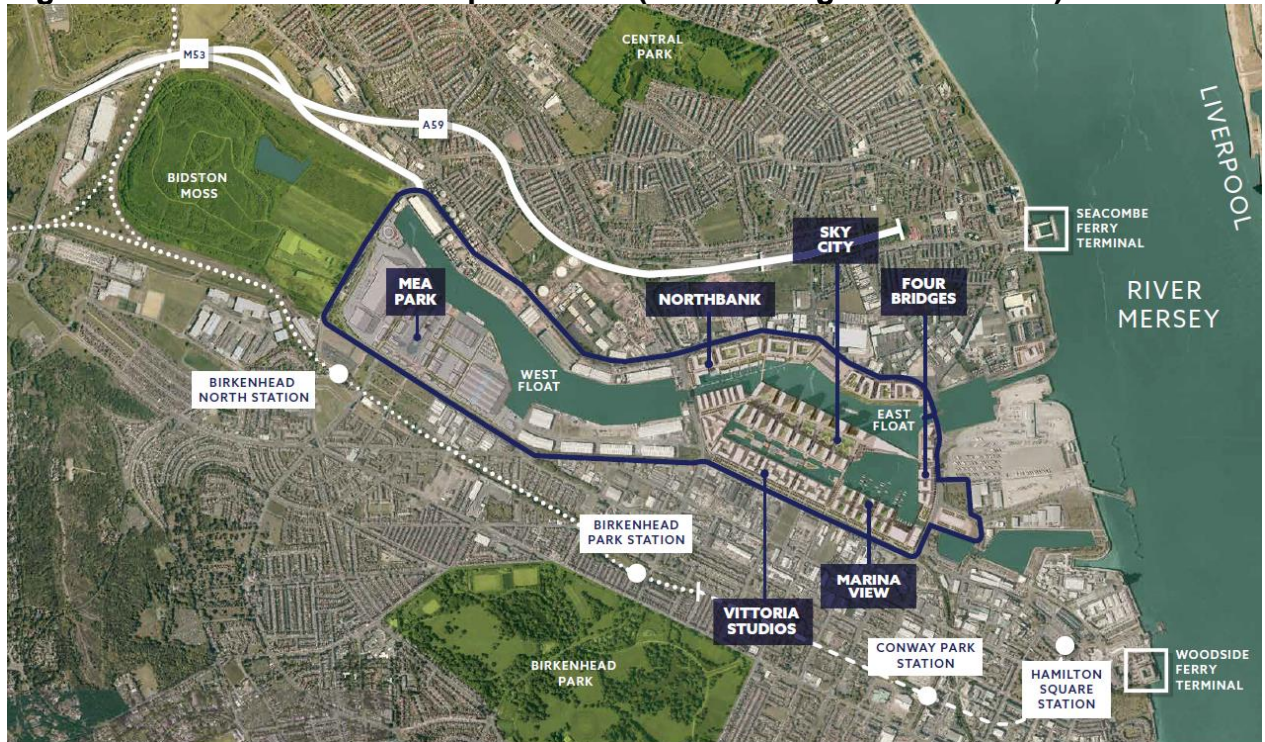 CENTRAL
PARK
M53
A59
LIVERPOOL
BIDSTON
MOSS
SEACOMBE
FERRY
TERMINAL
SKY
CITY
MEA
PARK
NORTHBANK
FOUR
BRIDGES
RIVER
MERSEY
WEST
FLOAT
BIRKENHEAD
NORTH STATION
EAST
FLOAT
BIRKENHEAD
PARK STATION
MARINA
VIEW
VITTORIA
STUDIOS
BIRKENHEAD
PARK
CONWAY PARK
STATION
HAMILTON
SQUARE
STATION
WOODSIDE
FERRY
TERMINAL